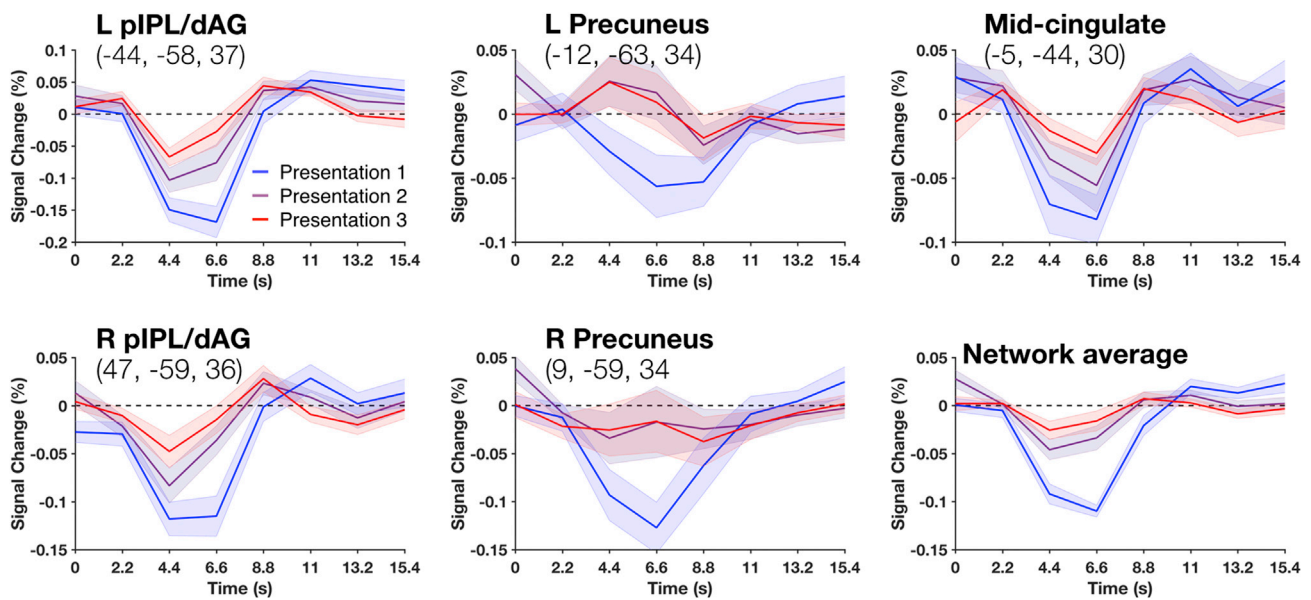 L pIPL/dAG
(-44, -58, 37)
Signal Change (%)
0.1
0.05
0
-0.05
-0.1
-0.15
-0.2
Presentation 1
Presentation 2
Presentation 3
0 2.2 4.4 6.6 8.8 11 13.2 15.4
Time (s)
L Precuneus
(-12, -63, 34)
Signal Change (%)
0.05
0
-0.05
-0.1
0 2.2 4.4 6.6 8.8 11 13.2 15.4
Time (s)
Mid-cingulate
(-5, -44, 30)
Signal Change (%)
0.05
0
-0.1
0 2.2 4.4 6.6 8.8 11 13.2 15.4
Time (s)
R pIPL/dAG
(47, -59, 36)
Signal Change (%)
0.05
0
-0.05
-0.1
-0.15
0 2.2 4.4 6.6 8.8 11 13.2 15.4
Time (s)
R Precuneus
(9, -59, 34
Signal Change (%)
0.05
0
-0.05
-0.1
-0.15
0 2.2 4.4 6.6 8.8 11 13.2 15.4
Time (s)
Network average
Signal Change (%)
0.05
0
-0.05
-0.1
-0.15
0 2.2 4.4 6.6 8.8 11 13.2 15.4
Time (s)